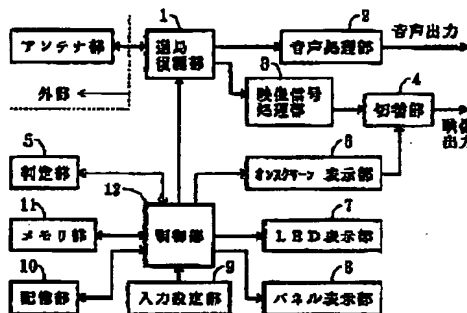 1
2
音声出力
アンテナ部
選局
復調部
音声処理部
3
4
外部
映像信号
処理部
切替部
映像
出力
5
6
判定部
12
オンスクリーン 表示部
11
7
メモリ部
制御部
LED表示部
10
9
8
記憶部
入力設定部
パネル表示部